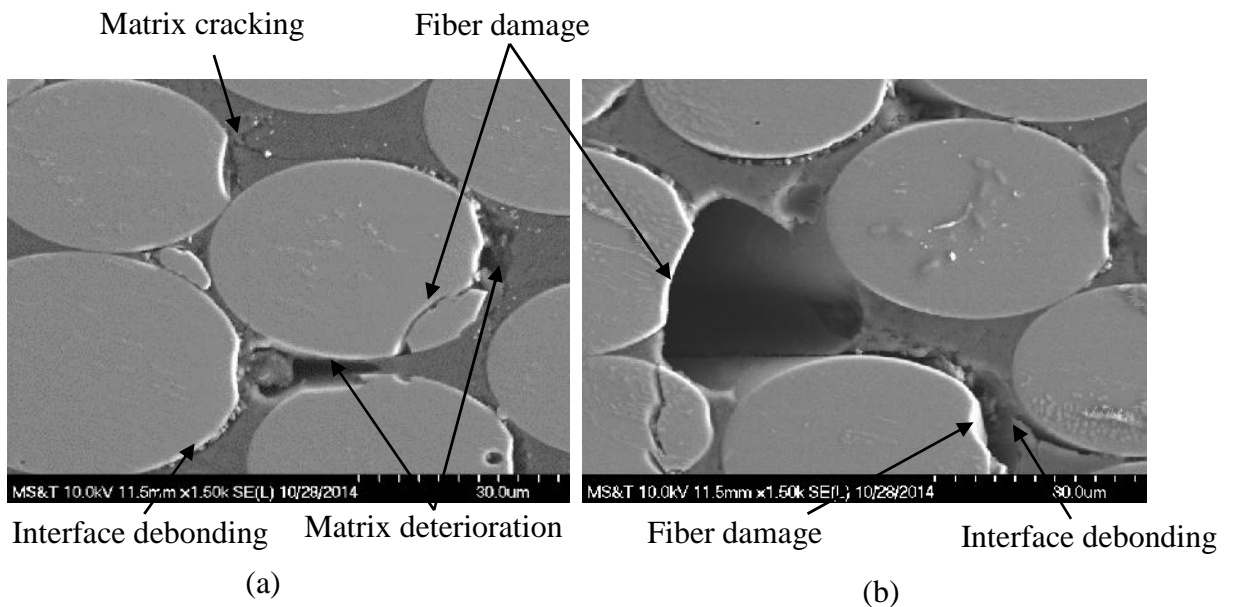 Matrix cracking
Fiber damage
MS&T 10.0kV 11.5mm x1.50k SE(L) 10/28/2014
30.0um
MS&T 10.0kV 11.5mm x1.50k SE(L) 10/28/2014
30.0um
Interface debonding
Matrix deterioration
Fiber damage
Interface debonding
(a)
(b)